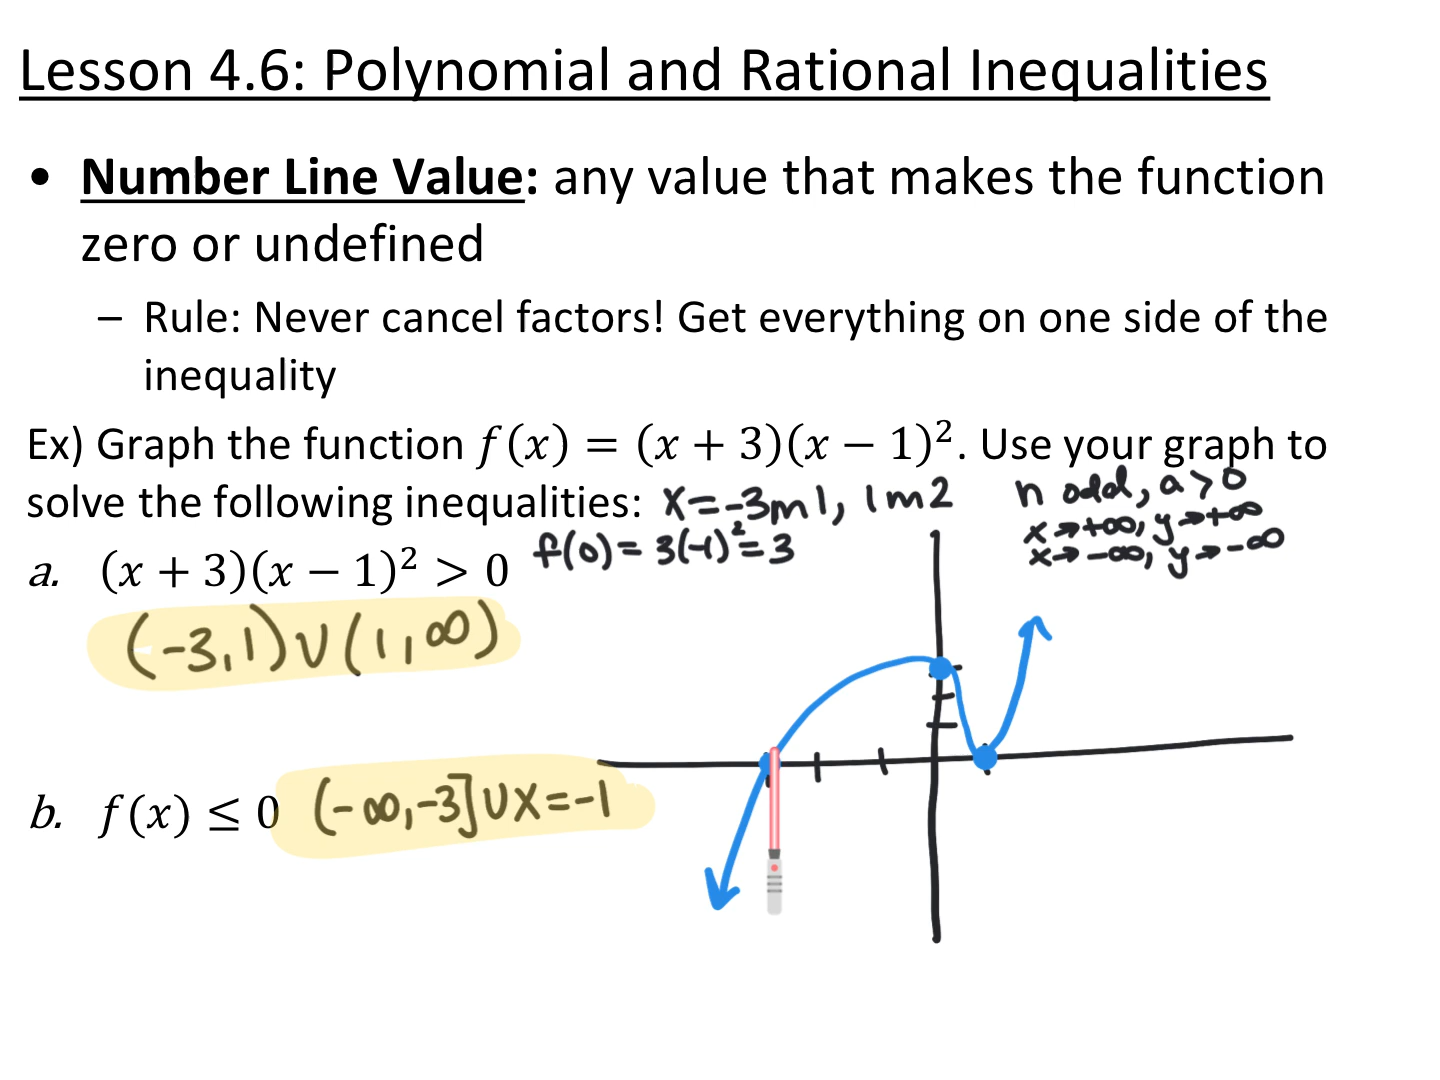 Lesson 4.6: Polynomial and Rational Inequalities
• Number Line Value: any value that makes the function
zero or undefined
– Rule: Never cancel factors! Get everything on one side of the
inequality
Ex) Graph the function f(x) = (x + 3)(x − 1)². Use your graph to
solve the following inequalities: x=-3m1, 1m2
n odd, a>0
x→+∞, y→+∞
x→-∞, y→-∞
a. (x + 3)(x − 1)² > 0 f(0)= 3(-1)²=3
(-3,1)∪(1,∞)
b. f(x) ≤ 0 (-∞,-3]∪x=-1